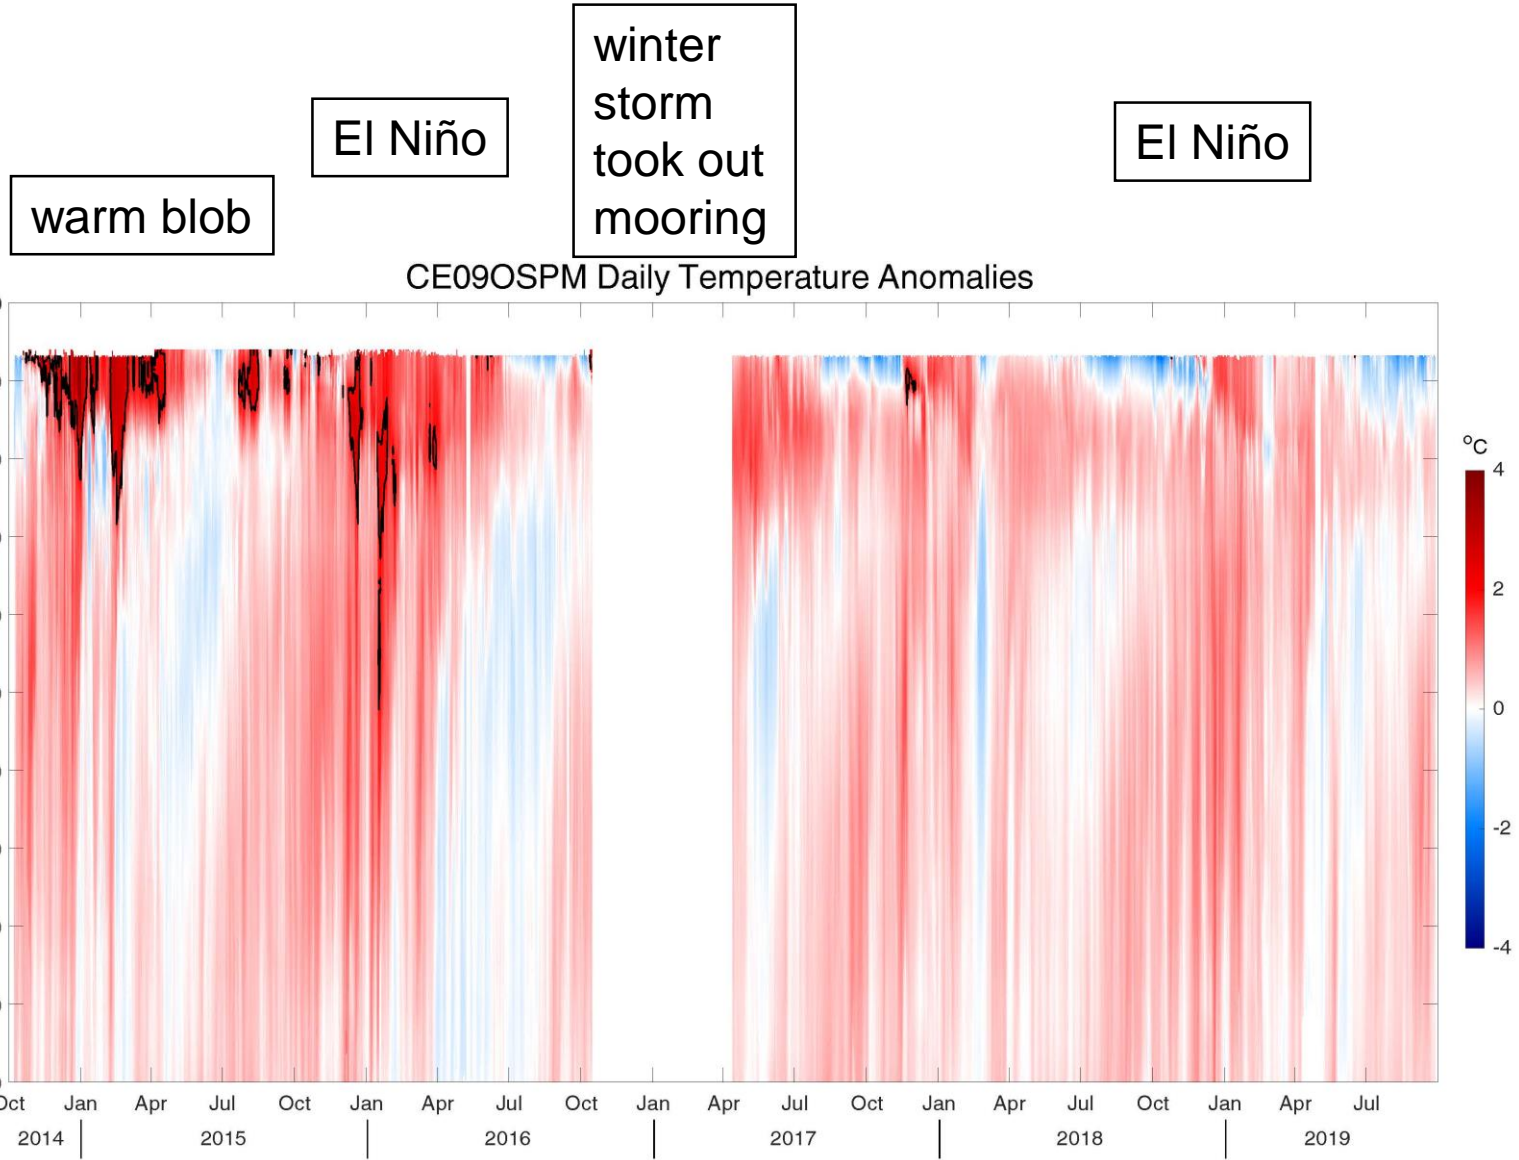 winter
storm
took out
mooring
El Niño
El Niño
warm blob
CE09OSPM Daily Temperature Anomalies
°C
4
2
0
-2
-4
Oct Jan Apr Jul Oct Jan Apr Jul Oct Jan Apr Jul Oct Jan Apr Jul Oct Jan Apr Jul
2014 2015 2016 2017 2018 2019